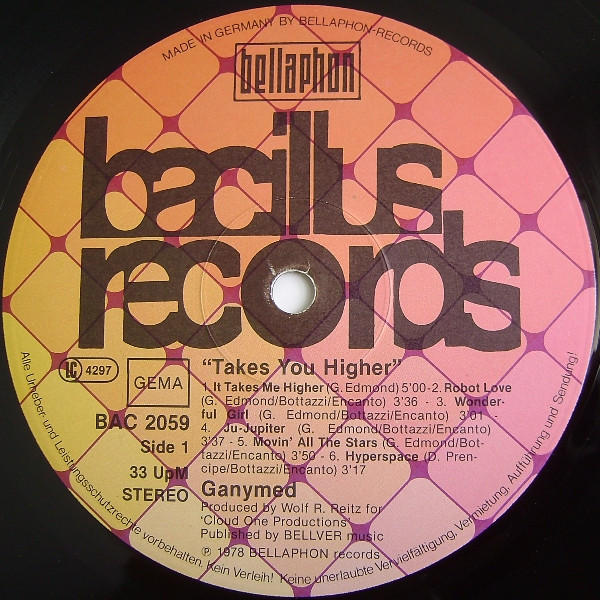 MADE IN GERMANY BY BELLAPHON-RECORDS
bellaphon
bacillus
records
LC 4297
GEMA
BAC 2059
Side 1
33 UpM
STEREO
“Takes You Higher”
1. It Takes Me Higher (G. Edmond) 5'00 - 2. Robot Love
(G. Edmond/Bottazzi/Encanto) 3'36 - 3. Wonder-
ful Girl (G. Edmond/Bottazzi/Encanto) 3'01 -
4. Ju-Jupiter (G. Edmond/Bottazzi/Encanto)
3'37 - 5. Movin' All The Stars (G. Edmond/Bot-
tazzi/Encanto) 3'50 - 6. Hyperspace (D. Pren-
cipe/Bottazzi/Encanto) 3'17
Ganymed
Produced by Wolf R. Reitz for
'Cloud One Productions'
Published by BELLVER music
℗ 1978 BELLAPHON records
Alle Urheber- und Leistungsschutzrechte vorbehalten. Kein Verleih! Keine unerlaubte Vervielfältigung, Vermietung, Aufführung und Sendung!